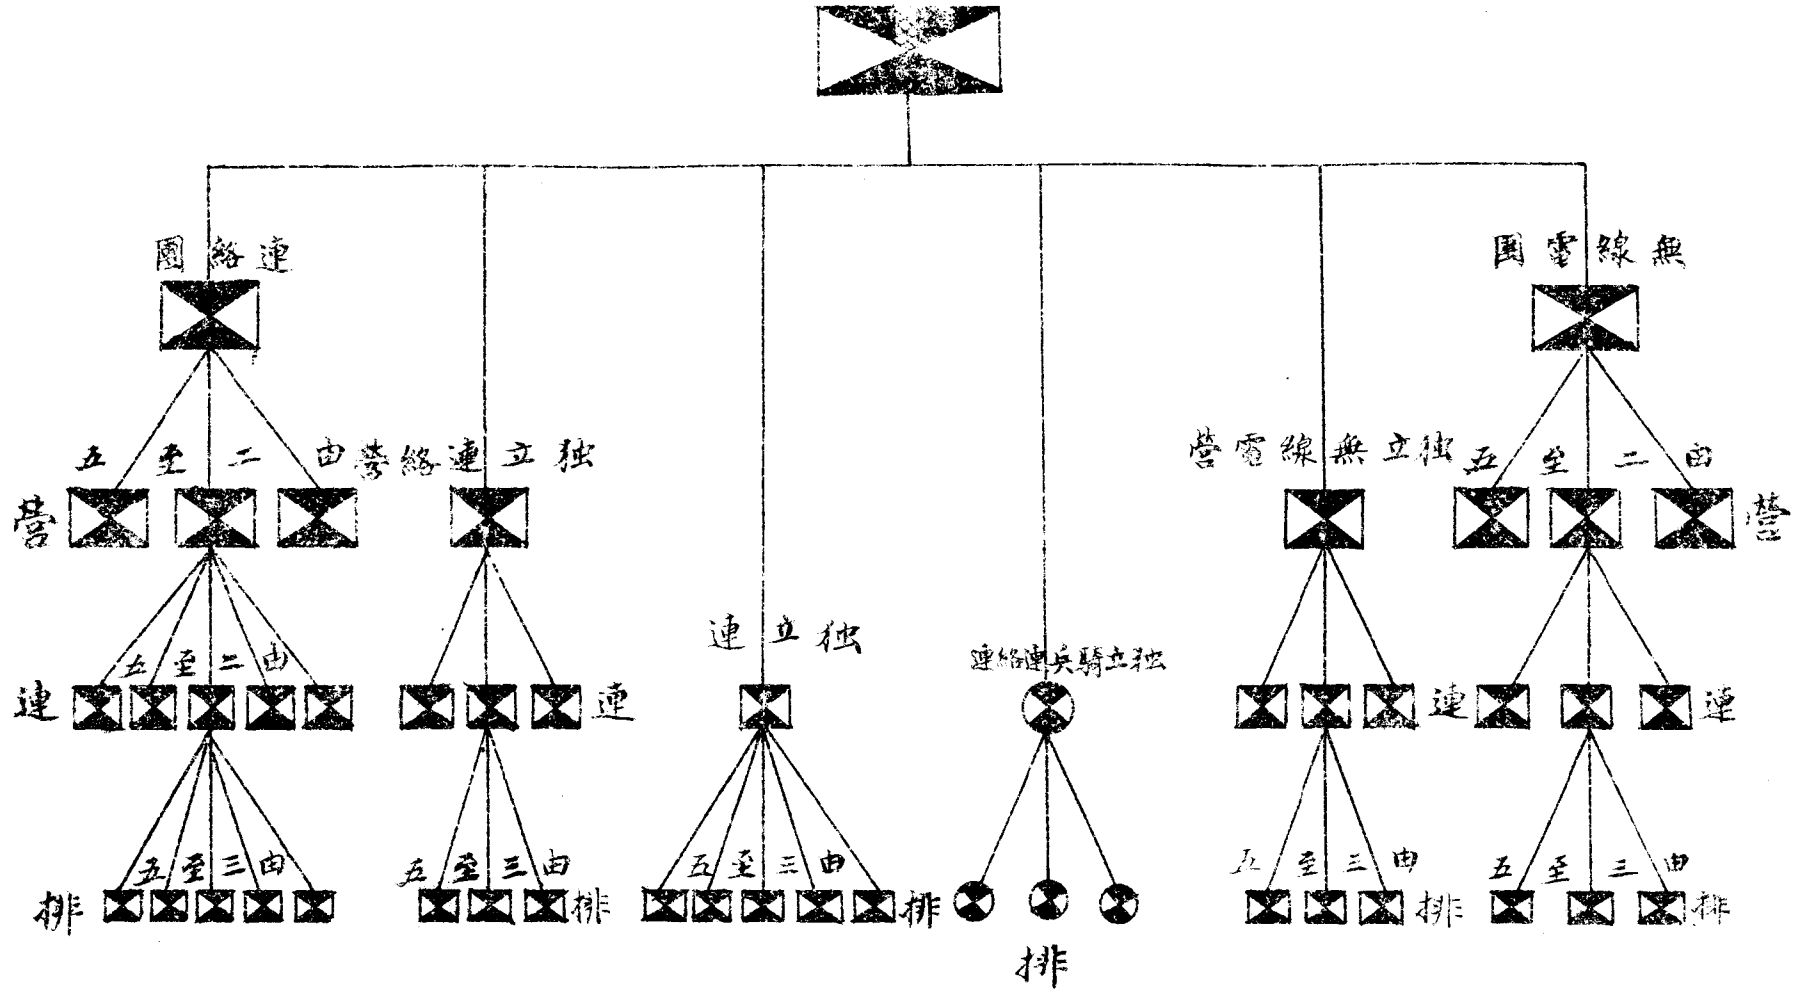 無線電團
連絡團
由二至五
独立無線電營
独立連絡營
由二至五
營
營
独立連
独立騎兵連絡連
由二至五
連
連
連
連
由三至五
由三至五
由三至五
由三至五
由三至五
排
排
排
排
排
排